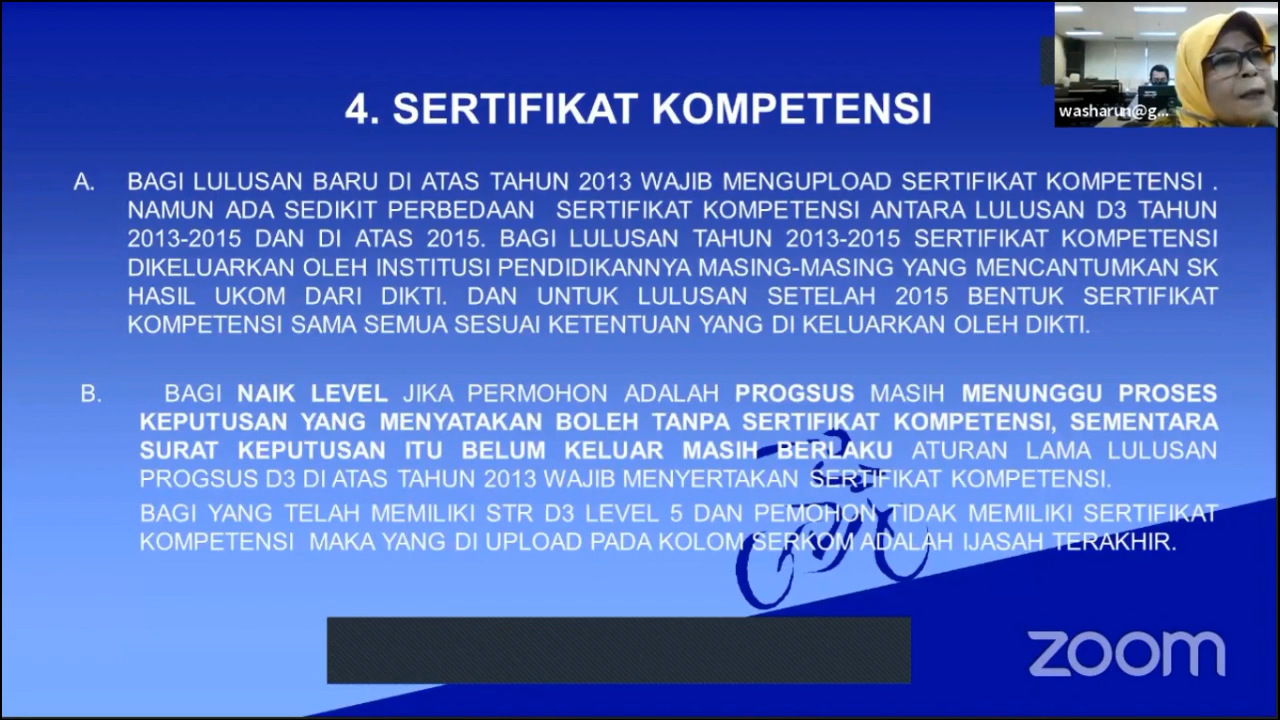 4. SERTIFIKAT KOMPETENSI
washarun@g...
A. BAGI LULUSAN BARU DI ATAS TAHUN 2013 WAJIB MENGUPLOAD SERTIFIKAT KOMPETENSI .
NAMUN ADA SEDIKIT PERBEDAAN SERTIFIKAT KOMPETENSI ANTARA LULUSAN D3 TAHUN
2013-2015 DAN DI ATAS 2015. BAGI LULUSAN TAHUN 2013-2015 SERTIFIKAT KOMPETENSI
DIKELUARKAN OLEH INSTITUSI PENDIDIKANNYA MASING-MASING YANG MENCANTUMKAN SK
HASIL UKOM DARI DIKTI. DAN UNTUK LULUSAN SETELAH 2015 BENTUK SERTIFIKAT
KOMPETENSI SAMA SEMUA SESUAI KETENTUAN YANG DI KELUARKAN OLEH DIKTI.
B. BAGI NAIK LEVEL JIKA PERMOHON ADALAH PROGSUS MASIH MENUNGGU PROSES
KEPUTUSAN YANG MENYATAKAN BOLEH TANPA SERTIFIKAT KOMPETENSI, SEMENTARA
SURAT KEPUTUSAN ITU BELUM KELUAR MASIH BERLAKU ATURAN LAMA LULUSAN
PROGSUS D3 DI ATAS TAHUN 2013 WAJIB MENYERTAKAN SERTIFIKAT KOMPETENSI.
BAGI YANG TELAH MEMILIKI STR D3 LEVEL 5 DAN PEMOHON TIDAK MEMILIKI SERTIFIKAT
KOMPETENSI MAKA YANG DI UPLOAD PADA KOLOM SERKOM ADALAH IJASAH TERAKHIR.
zoom